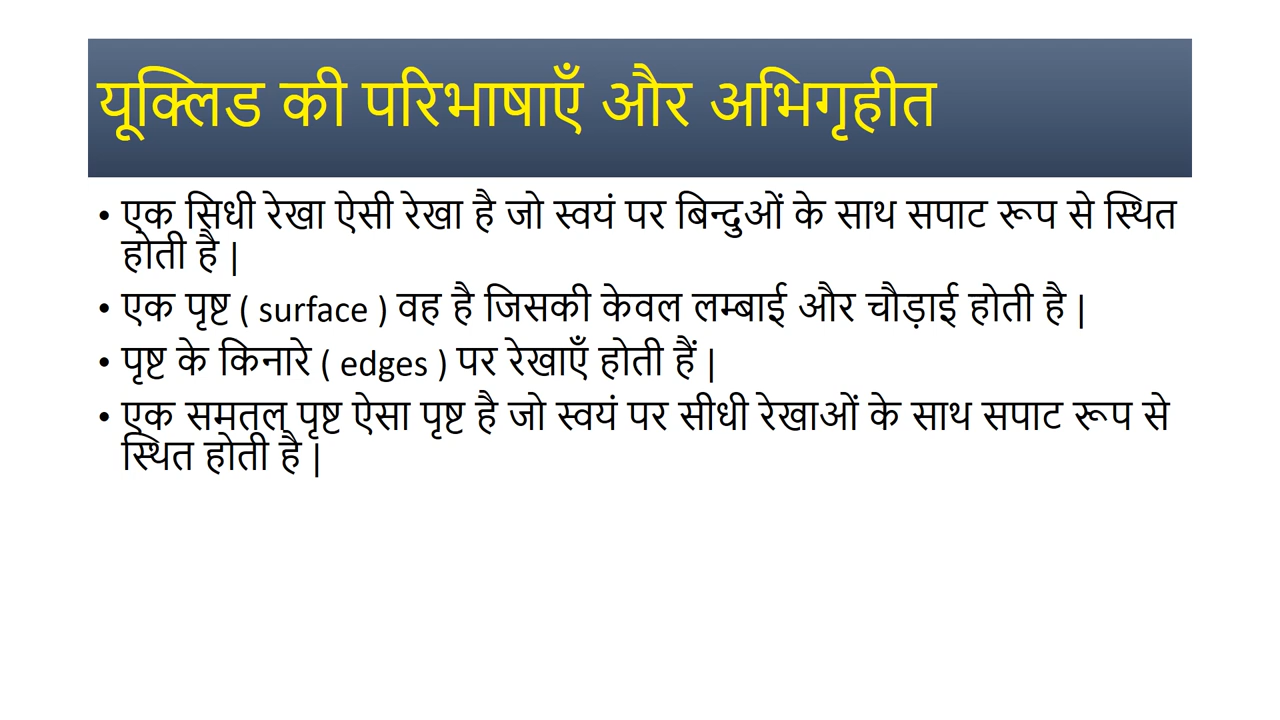 यूक्लिड की परिभाषाएँ और अभिगृहीत
• एक सिधी रेखा ऐसी रेखा है जो स्वयं पर बिन्दुओं के साथ सपाट रूप से स्थित
होती है |
• एक पृष्ट ( surface ) वह है जिसकी केवल लम्बाई और चौड़ाई होती है |
• पृष्ट के किनारे ( edges ) पर रेखाएँ होती हैं |
• एक समतल पृष्ट ऐसा पृष्ट है जो स्वयं पर सीधी रेखाओं के साथ सपाट रूप से
स्थित होती है |